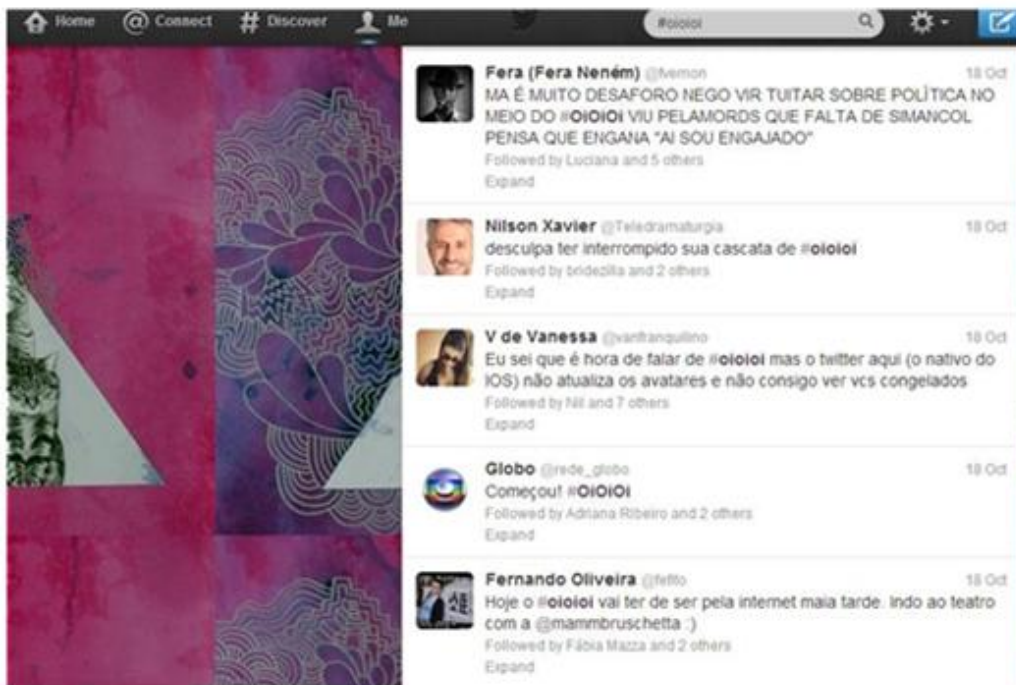 Home @ Connect # Discover Me #oioioi
Fera (Fera Neném) @fvemon 18 Oct
MA É MUITO DESAFORO NEGO VIR TUITAR SOBRE POLÍTICA NO
MEIO DO #OiOiOi VIU PELAMORDS QUE FALTA DE SIMANCOL
PENSA QUE ENGANA "AI SOU ENGAJADO"
Followed by Luciana and 5 others
Expand
Nilson Xavier @Teledramaturgia 18 Oct
desculpa ter interrompido sua cascata de #oioioi
Followed by bridezilla and 2 others
Expand
V de Vanessa @vanfranquilino 18 Oct
Eu sei que é hora de falar de #oioioi mas o twitter aqui (o nativo do
IOS) não atualiza os avatares e não consigo ver vcs congelados
Followed by Nil and 7 others
Expand
Globo @rede_globo 18 Oct
Começou! #OiOiOi
Followed by Adriana Ribeiro and 2 others
Expand
Fernando Oliveira @fefito 18 Oct
Hoje o #oioioi vai ter de ser pela internet maia tarde. Indo ao teatro
com a @mammbruschetta :)
Followed by Fábia Mazza and 2 others
Expand